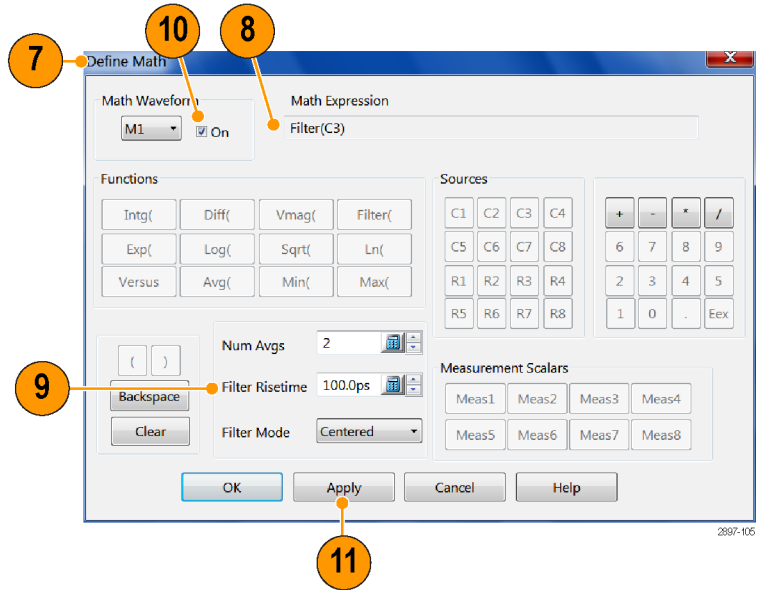 10 8
7 Define Math X
Math Waveform Math Expression
M1 On Filter(C3)
Functions Sources
Intg( Diff( Vmag( Filter( C1 C2 C3 C4 + - * /
Exp( Log( Sqrt( Ln( C5 C6 C7 C8 6 7 8 9
Versus Avg( Min( Max( R1 R2 R3 R4 2 3 4 5
R5 R6 R7 R8 1 0 . Eex
Num Avgs 2
( ) Measurement Scalars
9 Backspace Filter Risetime 100.0ps Meas1 Meas2 Meas3 Meas4
Clear Filter Mode Centered Meas5 Meas6 Meas7 Meas8
OK Apply Cancel Help
2897-105
11